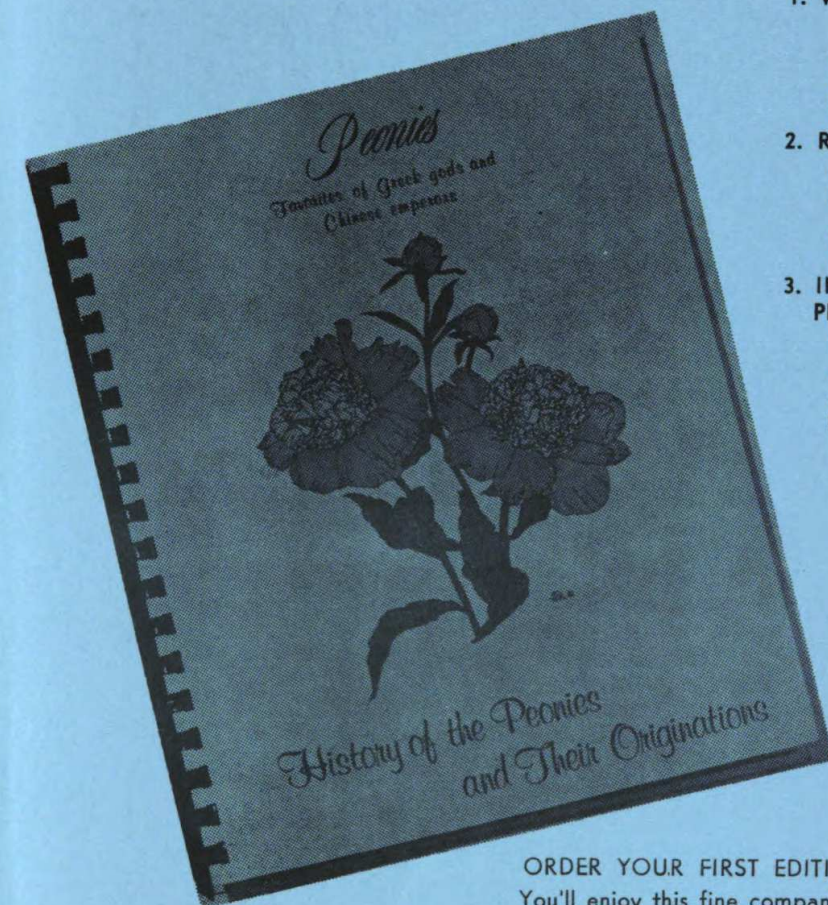 1.
2. R
3.
P
Peonies
Favorites of Greek gods and
Chinese emperors
History of the Peonies
and Their Originations
ORDER YOUR FIRST EDITI
You'll enjoy this fine compan